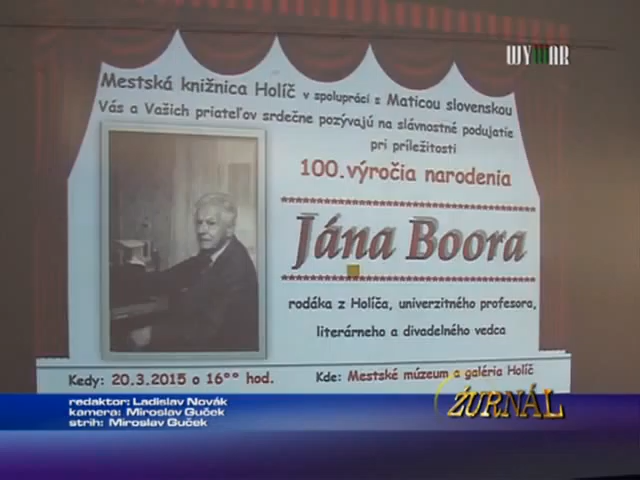 WYMAR
Mestská knižnica Holíč v spolupráci s Maticou slovenskou
Vás a Vašich priateľov srdečne pozývajú na slávnostné podujatie
pri príležitosti
100.výročia narodenia
Jána Boora
rodáka z Holíča, univerzitného profesora,
literárneho a divadelného vedca
Kedy: 20.3.2015 o 16°° hod.
Kde: Mestské múzeum a galéria Holíč
redaktor: Ladislav Novák
kamera: Miroslav Guček
strih: Miroslav Guček
ŽURNÁL